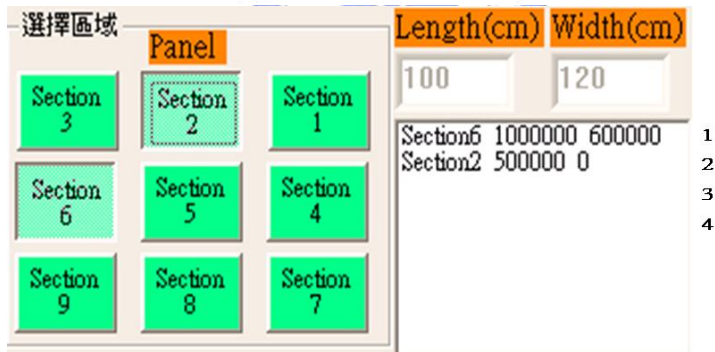 選擇區域
Panel
Length(cm) Width(cm)
100 120
Section 3
Section 2
Section 1
Section 6
Section 5
Section 4
Section 9
Section 8
Section 7
Section6 1000000 600000
Section2 500000 0
1
2
3
4